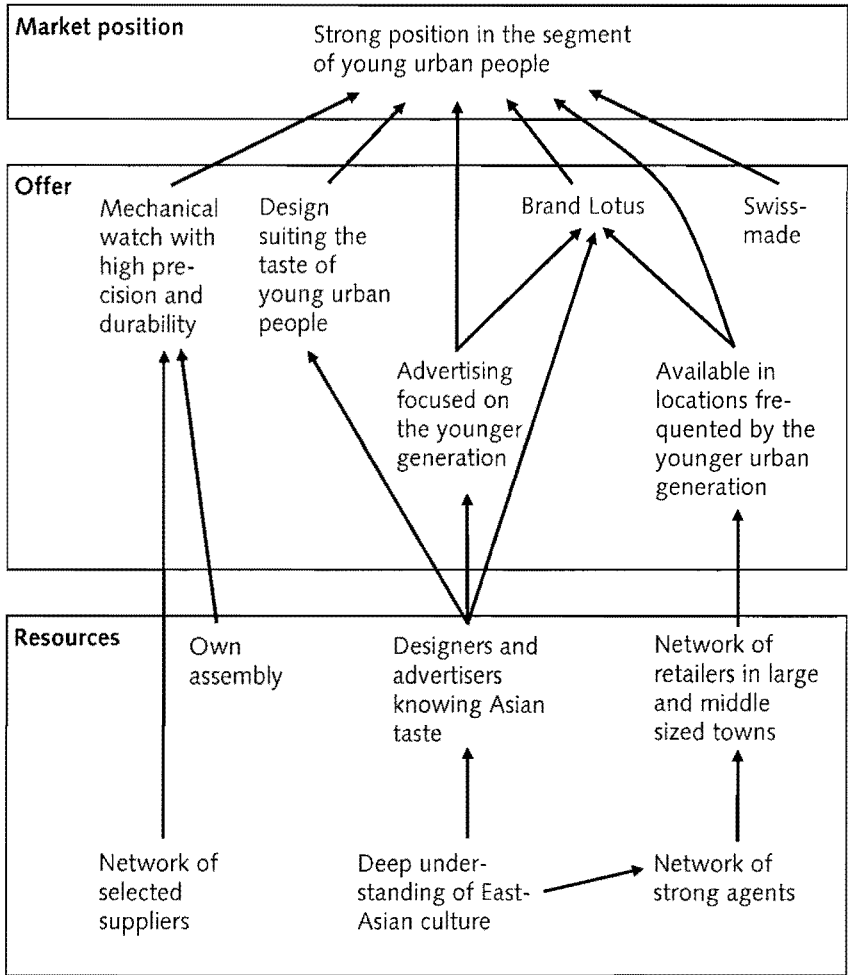 Market position
Strong position in the segment
of young urban people
Offer
Mechanical
watch with
high pre-
cision and
durability
Design
suiting the
taste of
young urban
people
Brand Lotus
Swiss-
made
Advertising
focused on
the younger
generation
Available in
locations fre-
quented by the
younger urban
generation
Resources
Own
assembly
Designers and
advertisers
knowing Asian
taste
Network of
retailers in large
and middle
sized towns
Network of
selected
suppliers
Deep under-
standing of East-
Asian culture
Network of
strong agents